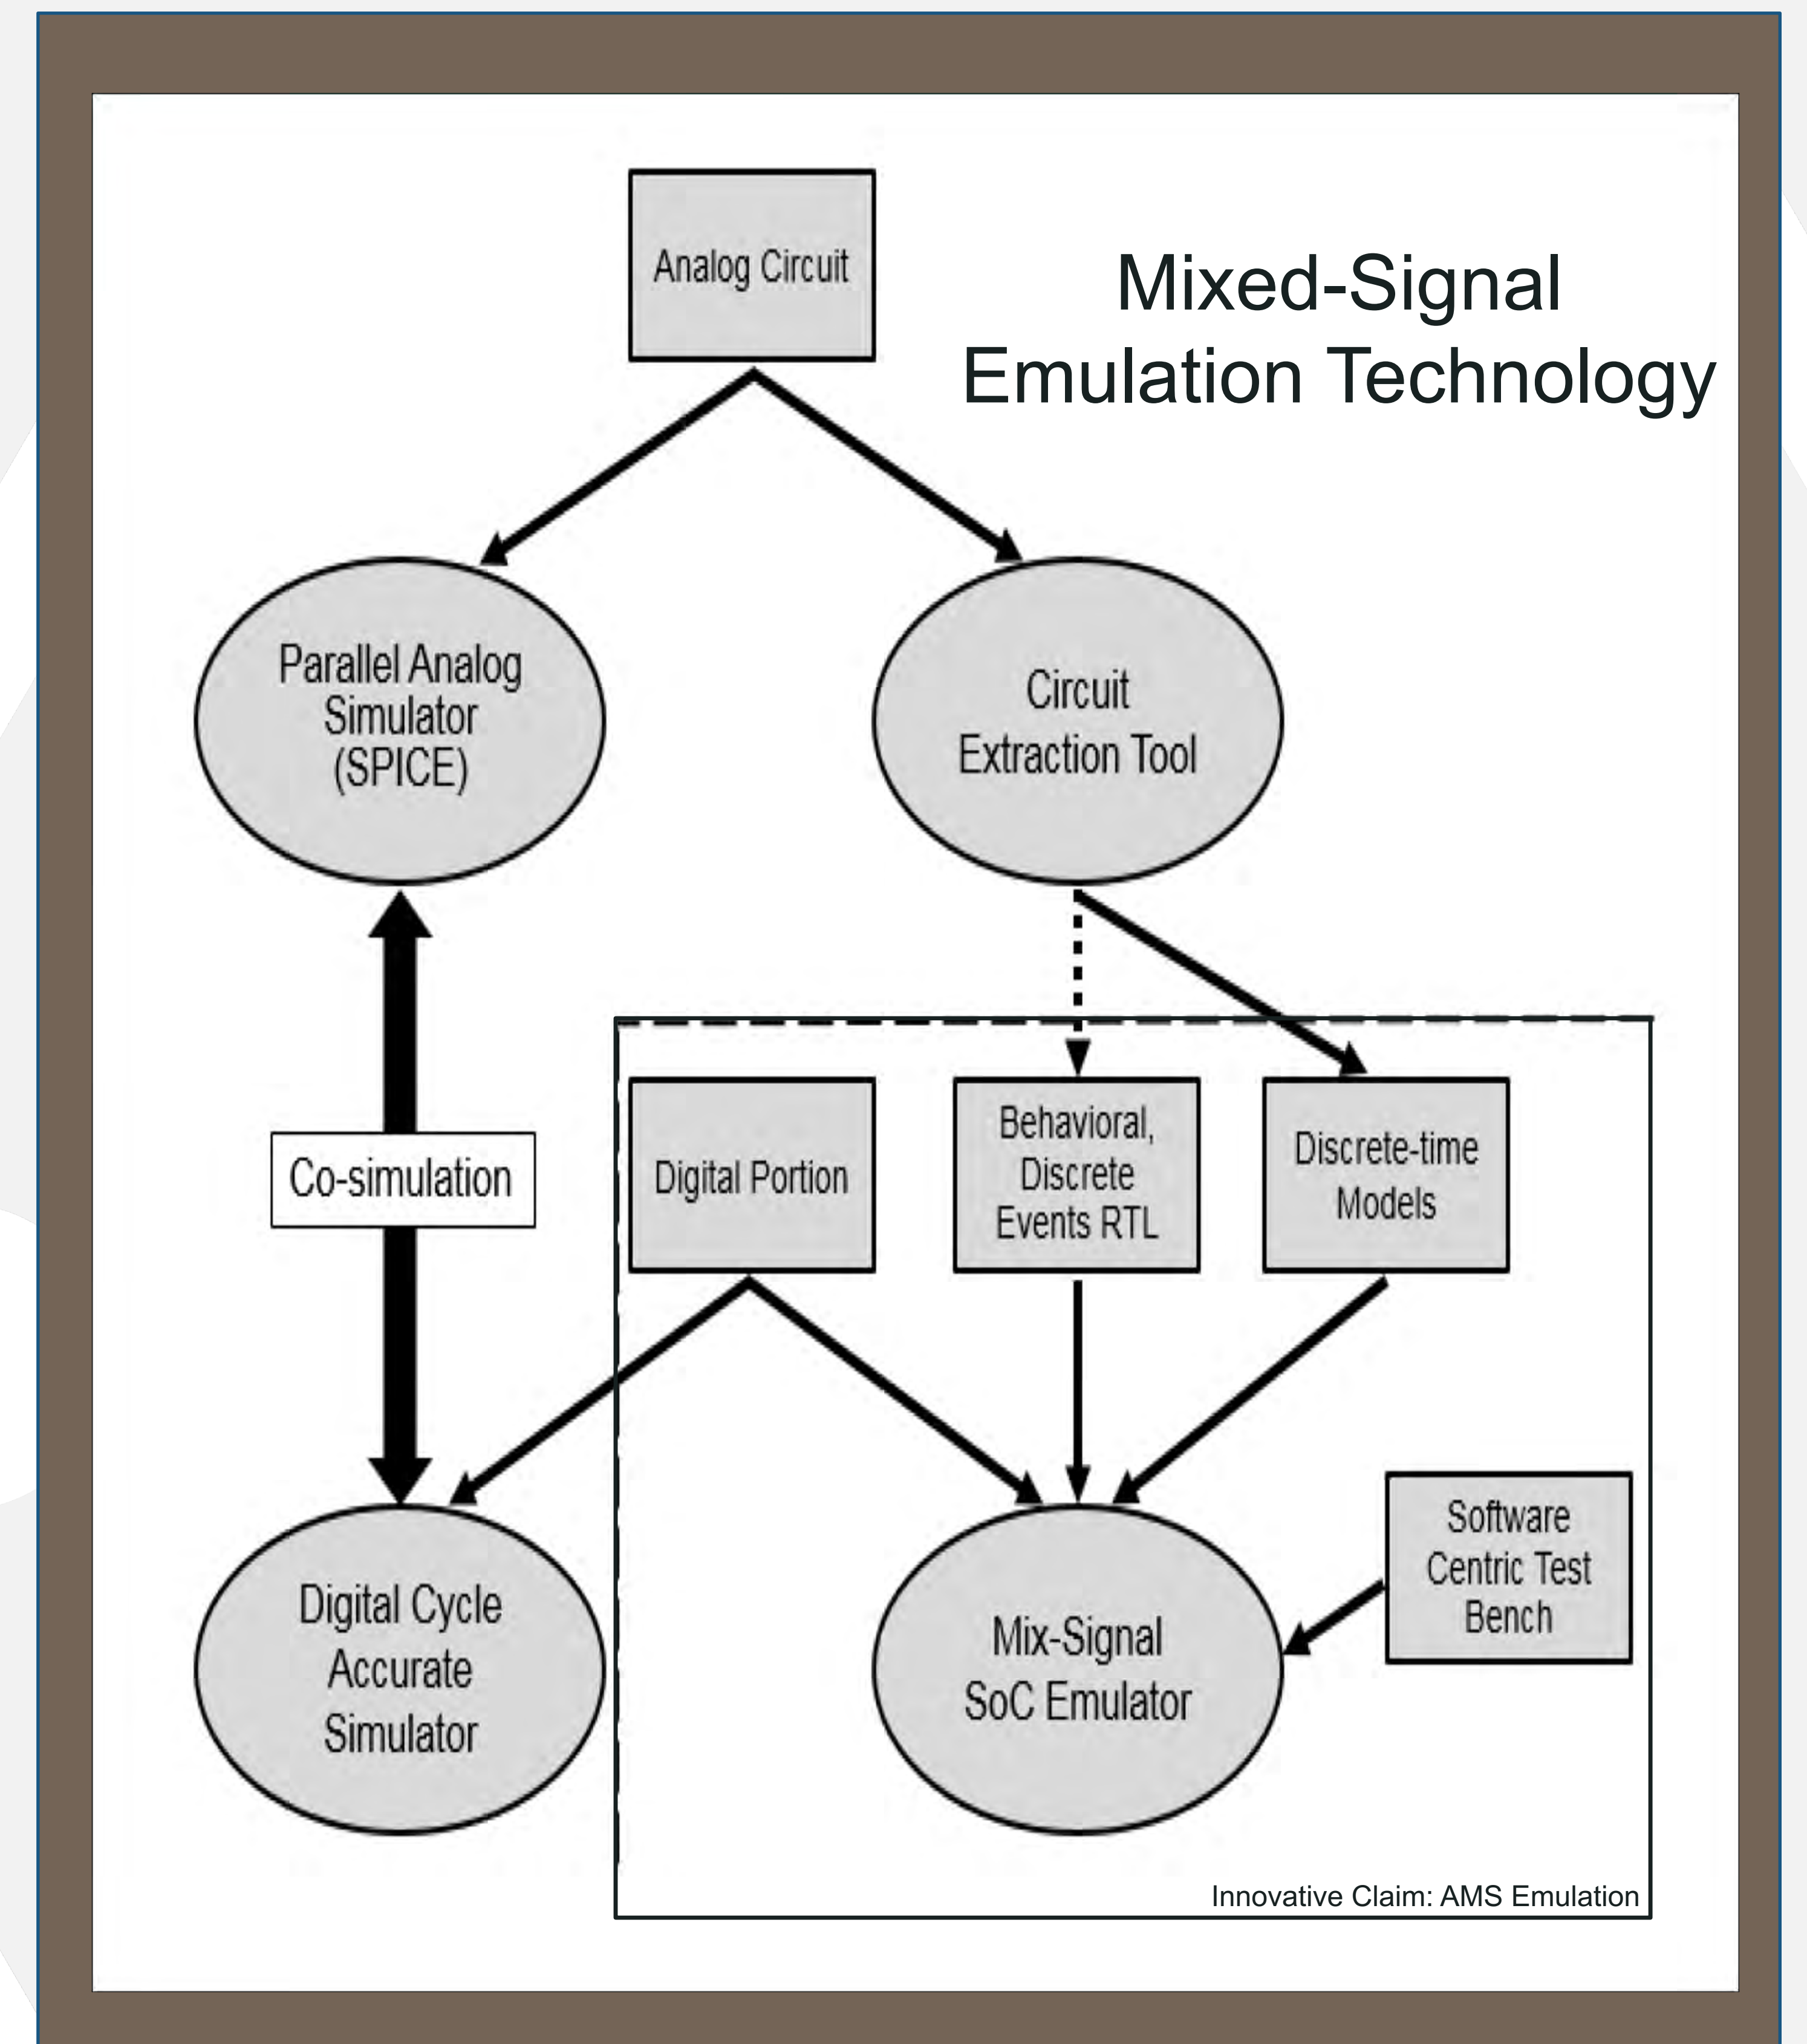 Analog Circuit
Mixed-Signal
Emulation Technology
Parallel Analog
Simulator
(SPICE)
Circuit
Extraction Tool
Co-simulation
Digital Portion
Behavioral,
Discrete
Events RTL
Discrete-time
Models
Digital Cycle
Accurate
Simulator
Mix-Signal
SoC Emulator
Software
Centric Test
Bench
Innovative Claim: AMS Emulation